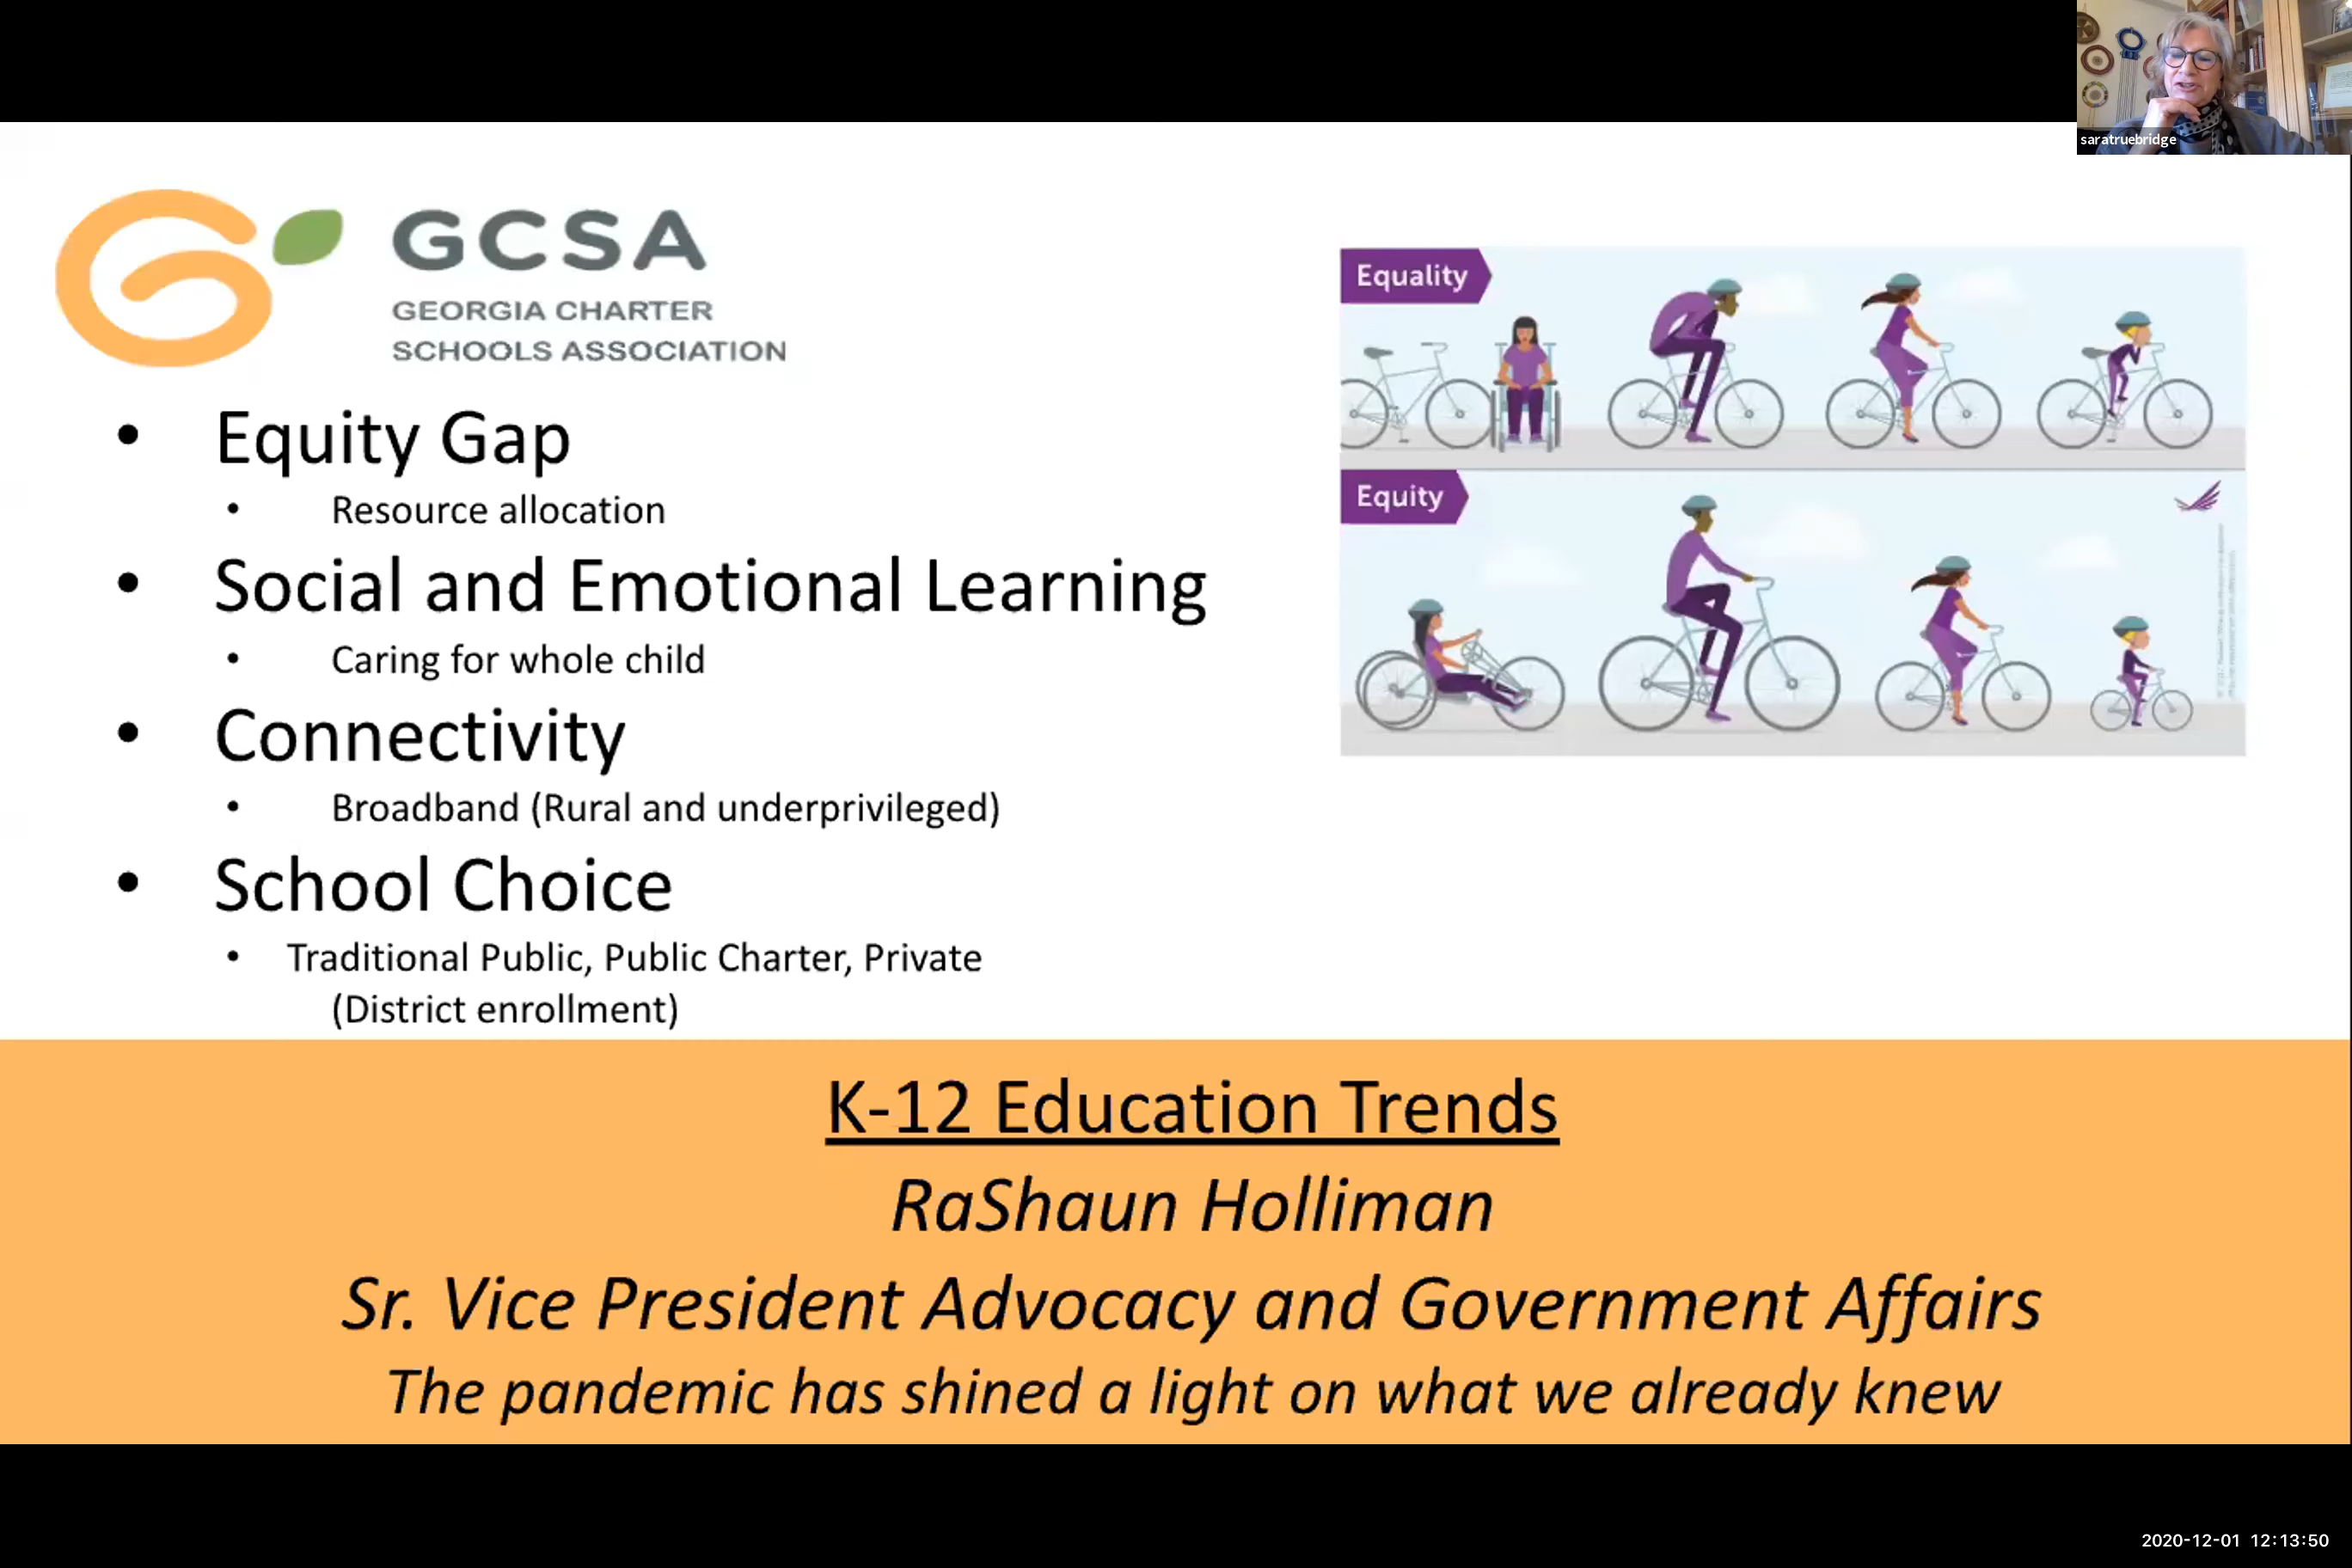 saratruebridge
GCSA
GEORGIA CHARTER
SCHOOLS ASSOCIATION
• Equity Gap
• Resource allocation
• Social and Emotional Learning
• Caring for whole child
• Connectivity
• Broadband (Rural and underprivileged)
• School Choice
• Traditional Public, Public Charter, Private
(District enrollment)
Equality
Equity
K-12 Education Trends
RaShaun Holliman
Sr. Vice President Advocacy and Government Affairs
The pandemic has shined a light on what we already knew
2020-12-01 12:13:50